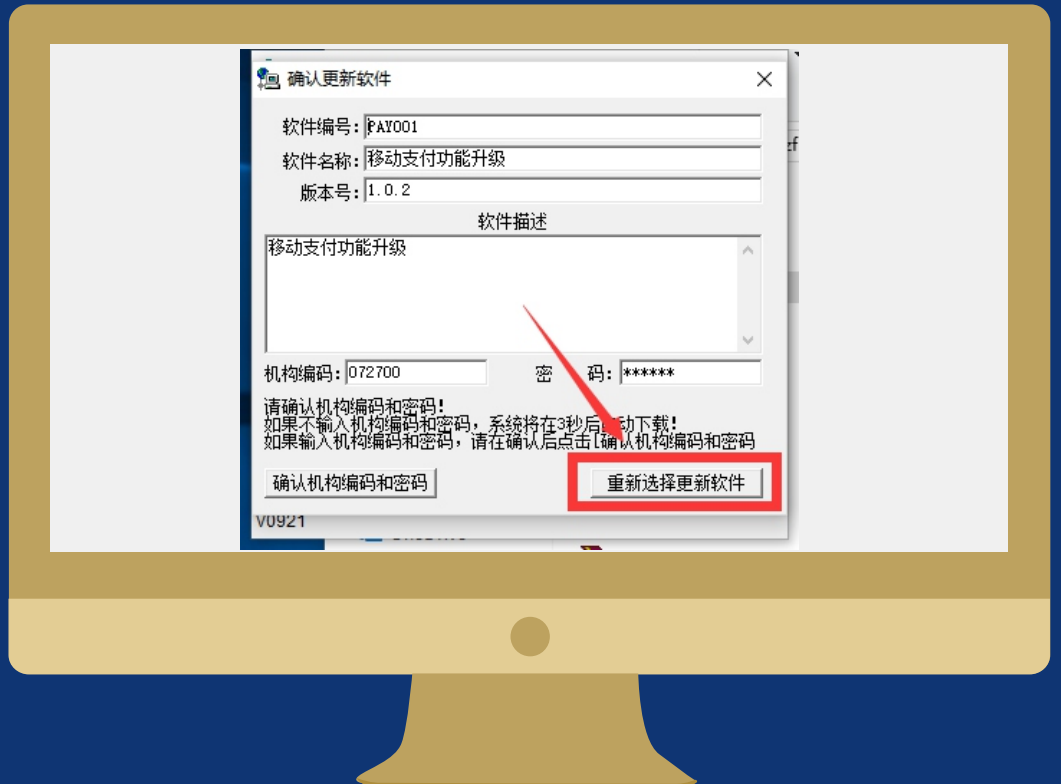 确认更新软件
软件编号：PAY001
zf
软件名称：移动支付功能升级
版本号：1.0.2
软件描述
移动支付功能升级
机构编码：072700 密 码：******
请确认机构编码和密码！
如果不输入机构编码和密码，系统将在3秒后自动下载！
如果输入机构编码和密码，请在确认后点击[确认机构编码和密码
确认机构编码和密码 重新选择更新软件
V0921